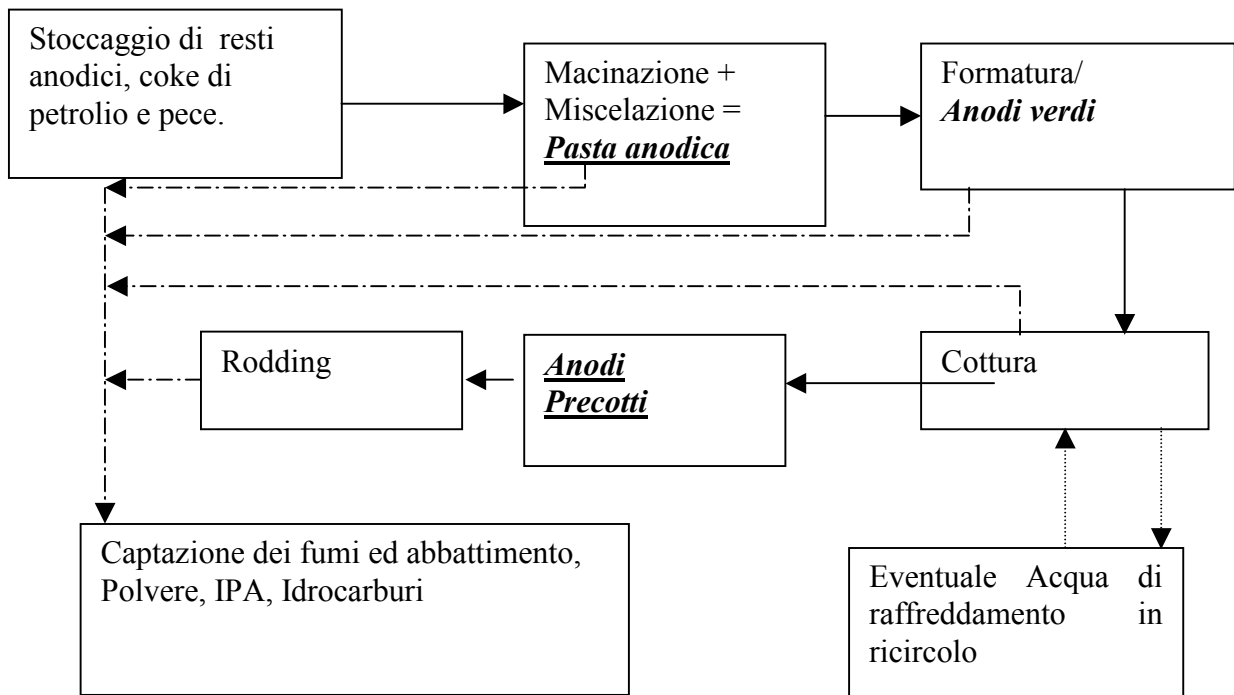 Stoccaggio di resti
anodici, coke di
petrolio e pece.
Macinazione +
Miscelazione =
Pasta anodica
Formatura/
Anodi verdi
Rodding
Anodi
Precotti
Cottura
Captazione dei fumi ed abbattimento,
Polvere, IPA, Idrocarburi
Eventuale Acqua di
raffreddamento in
ricircolo